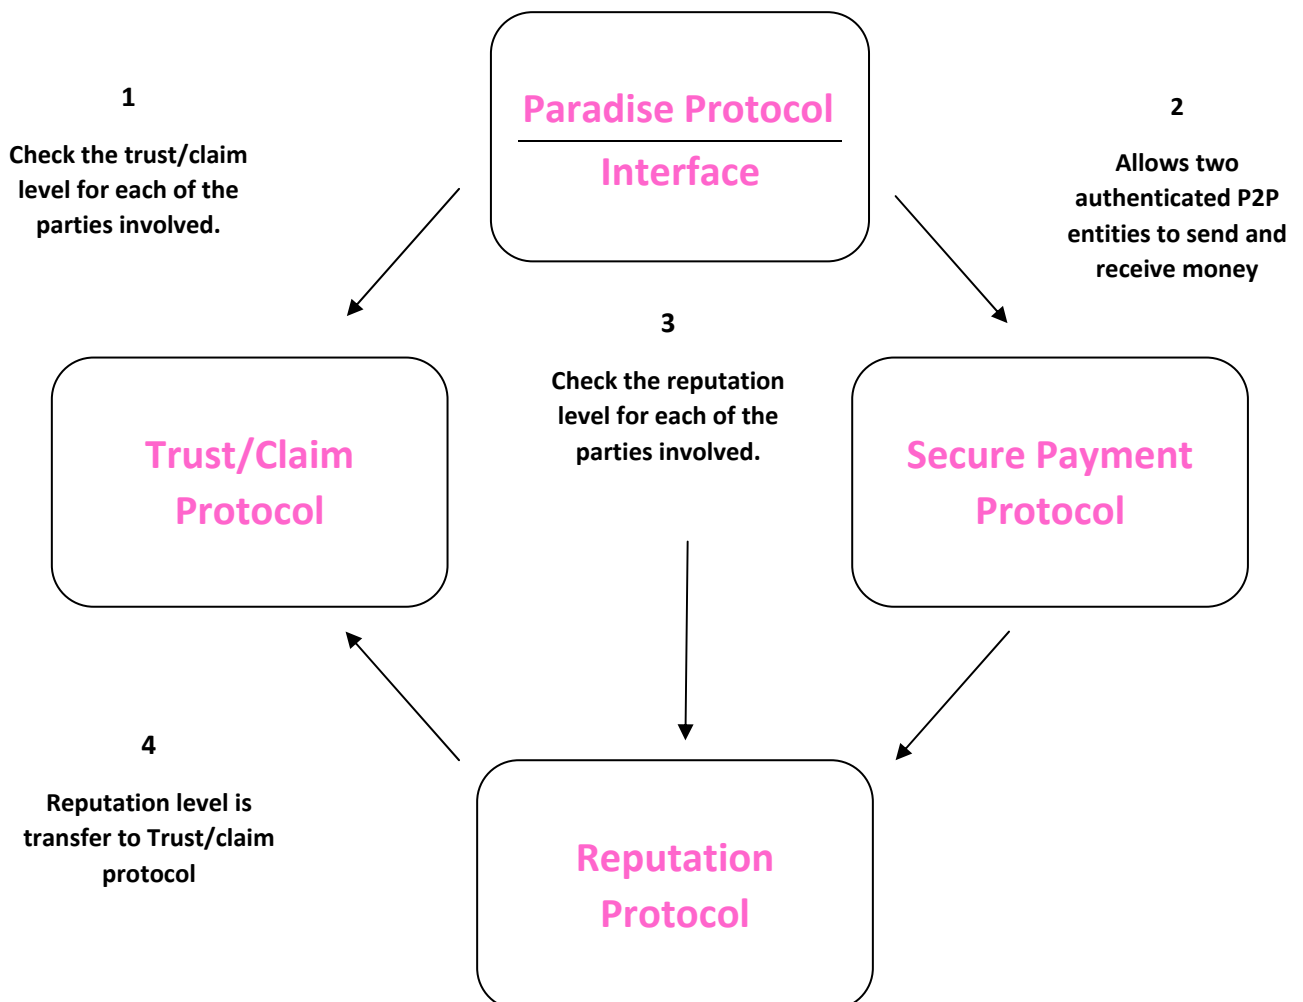 Paradise Protocol
Interface
1
Check the trust/claim
level for each of the
parties involved.
2
Allows two
authenticated P2P
entities to send and
receive money
3
Check the reputation
level for each of the
parties involved.
Trust/Claim
Protocol
Secure Payment
Protocol
4
Reputation level is
transfer to Trust/claim
protocol
Reputation
Protocol